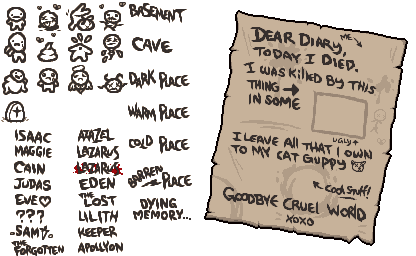 BASEMENT
CAVE
DARK PLACE
WARM PLACE
COLD PLACE
BARREN PLACE
DYING
MEMORY...
ISAAC
MAGGIE
CAIN
JUDAS
EVE♡
???
SAMS
THE
FORGOTTEN
AZAZEL
LAZARUS
LAZARUS
EDEN
THE
LOST
LILITH
KEEPER
APOLLYON
DEAR DIARY,
ME
TODAY I DIED.
I WAS KILLED BY THIS
THING →
IN SOME
UGLY↑
I LEAVE ALL THAT I OWN
TO MY CAT GUPPY
COOL STUFF!
GOODBYE CRUEL WORLD
XOXO